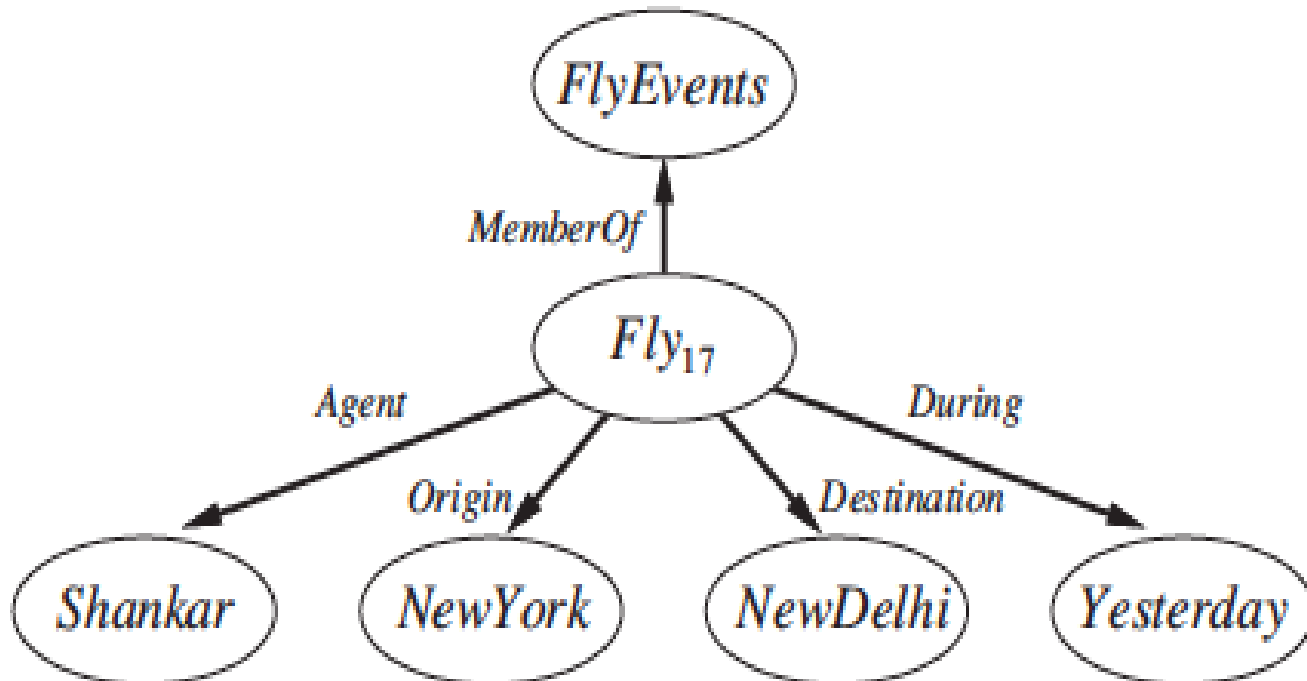 FlyEvents
MemberOf
Fly₁₇
Agent
During
Origin
Destination
Shankar
NewYork
NewDelhi
Yesterday